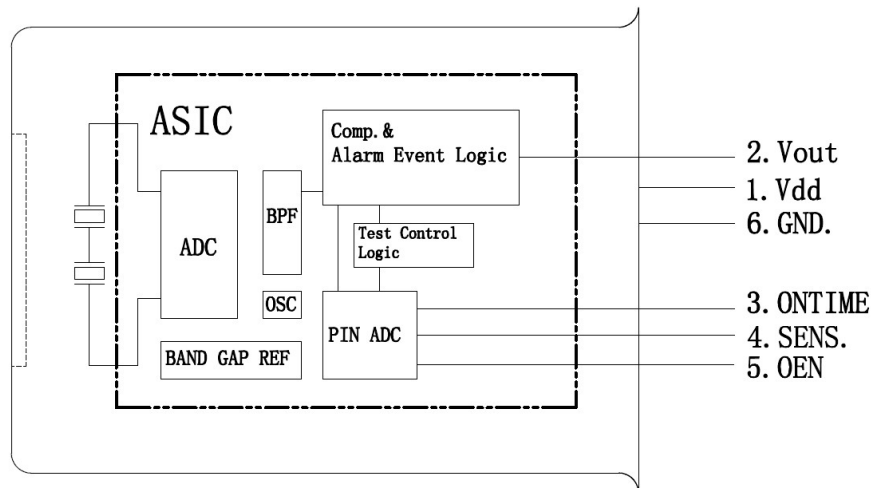 ASIC
Comp.&
Alarm Event Logic
2. Vout
1. Vdd
BPF
6. GND.
Test Control
Logic
ADC
OSC
3. ONTIME
PIN ADC
4. SENS.
BAND GAP REF
5. OEN